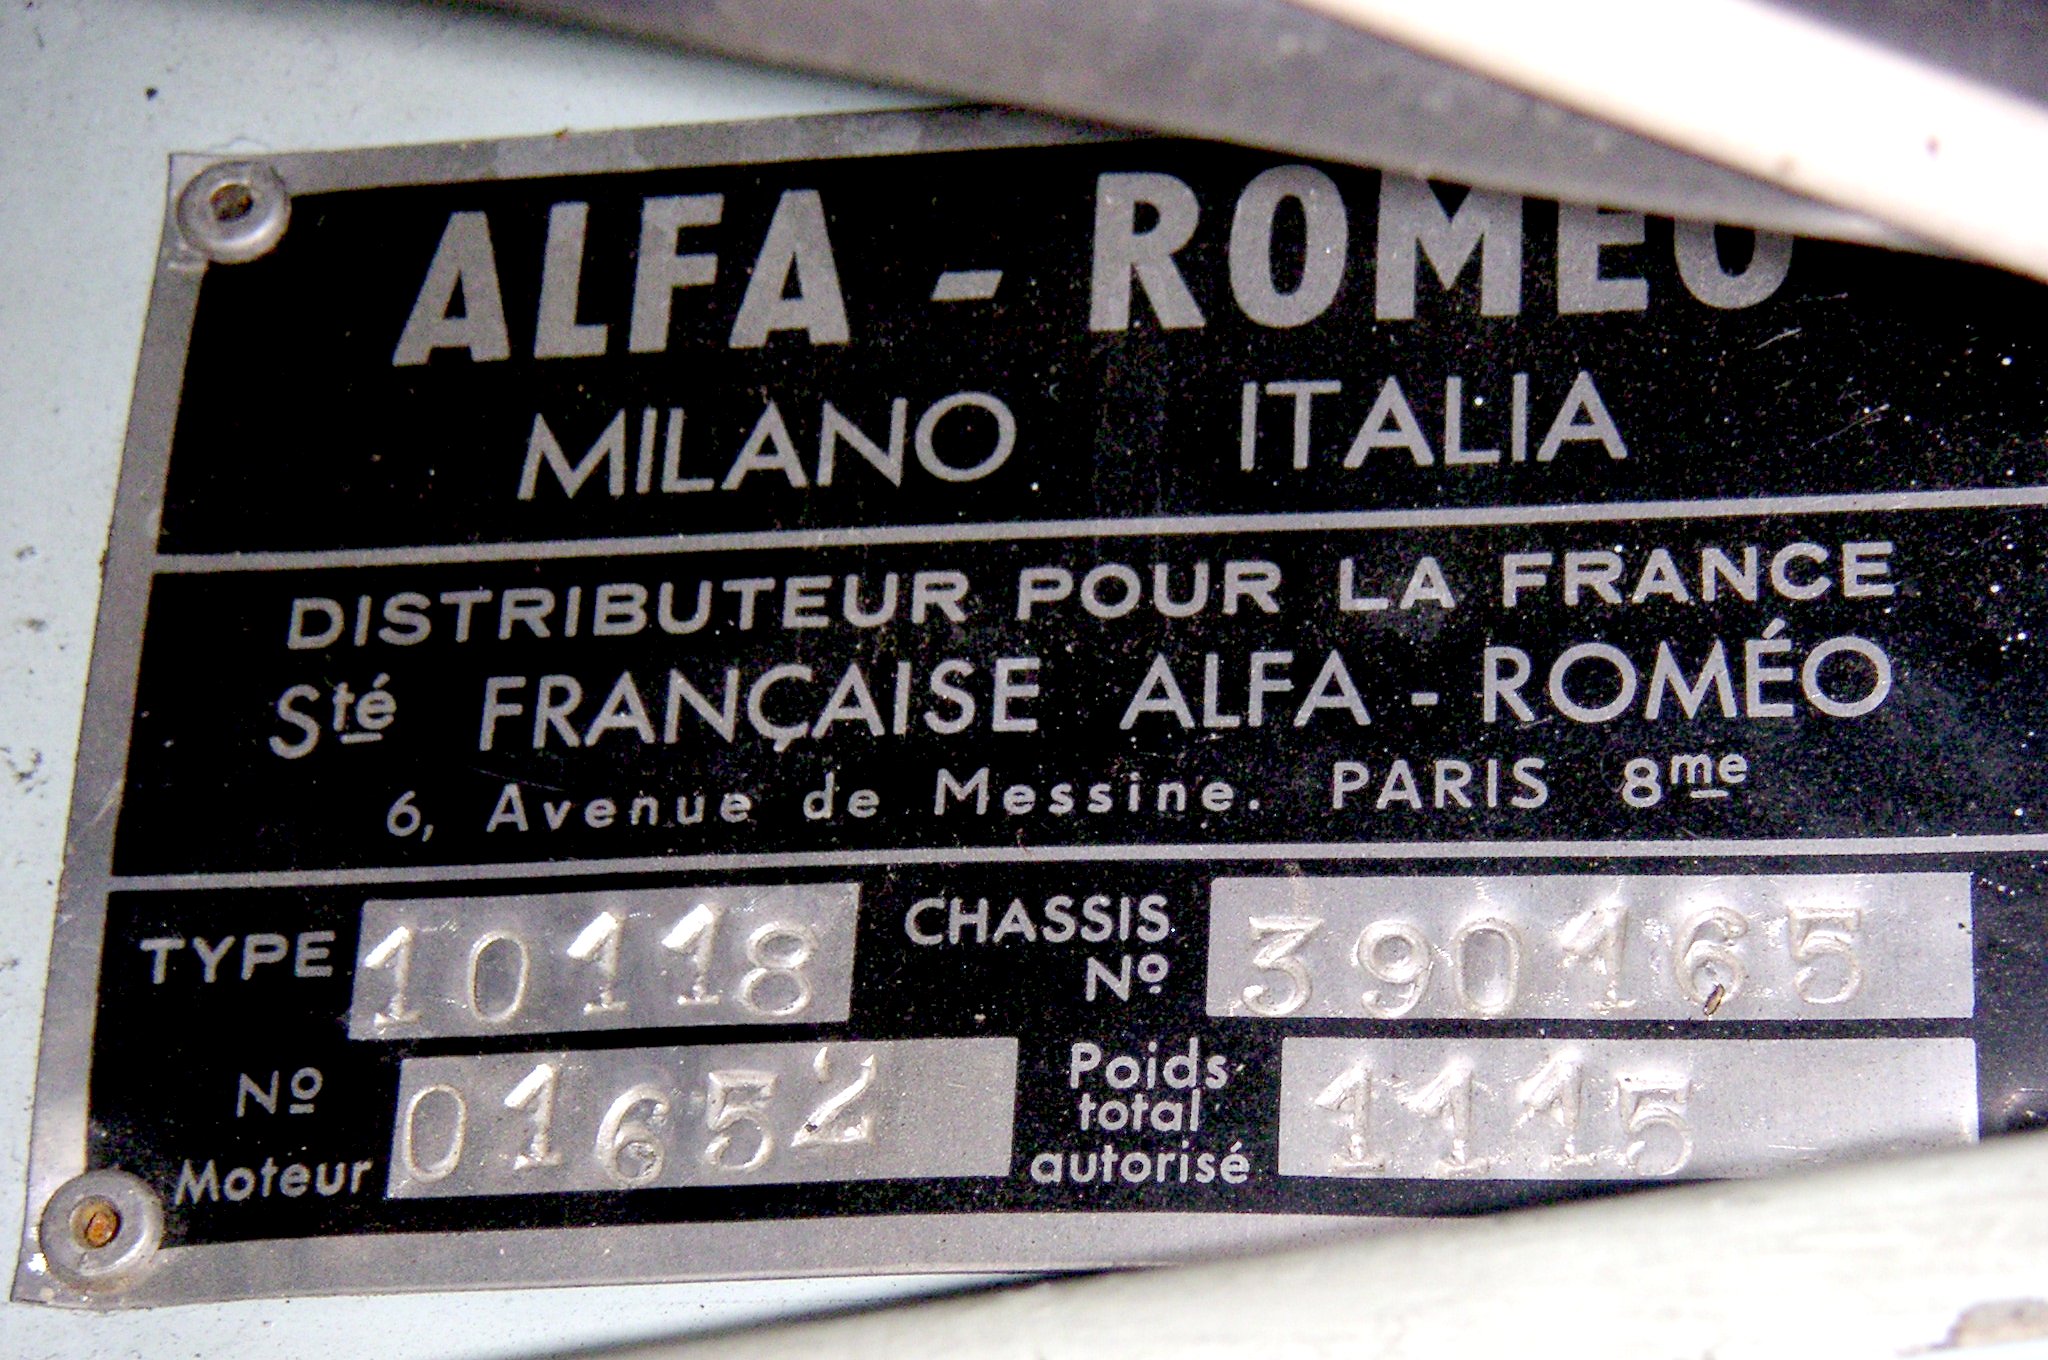 ALFA - ROMEO
MILANO ITALIA
DISTRIBUTEUR POUR LA FRANCE
Sté FRANÇAISE ALFA - ROMÉO
6, Avenue de Messine. PARIS 8me
TYPE 10118 CHASSIS Nº 390165
Nº Moteur 01652 Poids total autorisé 1115